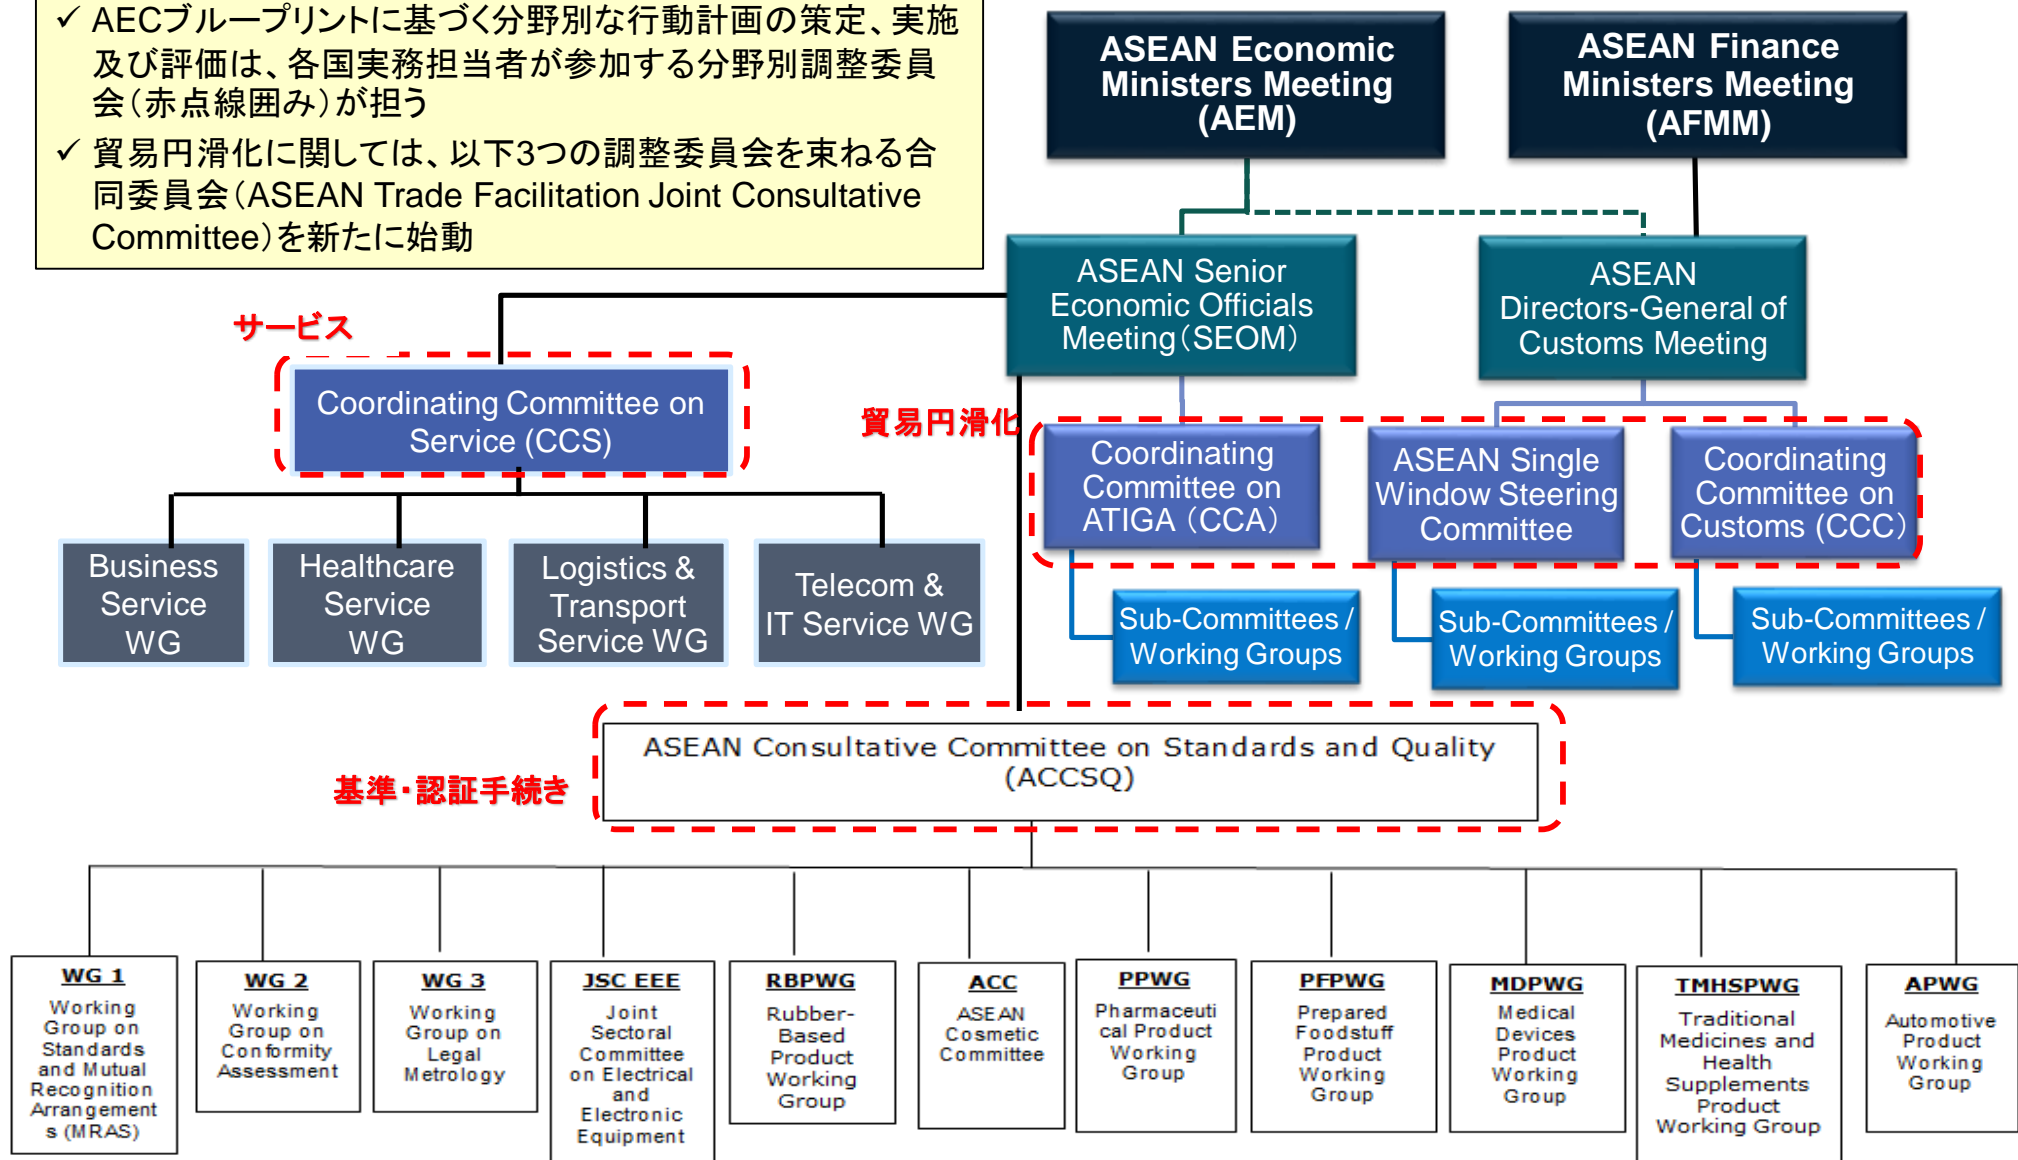 ✓ AECブループリントに基づく分野別な行動計画の策定、実施
及び評価は、各国実務担当者が参加する分野別調整委員
会（赤点線囲み）が担う
✓ 貿易円滑化に関しては、以下3つの調整委員会を束ねる合
同委員会（ASEAN Trade Facilitation Joint Consultative
Committee）を新たに始動
ASEAN Economic
Ministers Meeting
(AEM)
ASEAN Finance
Ministers Meeting
(AFMM)
ASEAN Senior
Economic Officials
Meeting（SEOM）
ASEAN
Directors-General of
Customs Meeting
サービス
Coordinating Committee on
Service (CCS)
貿易円滑化
Coordinating
Committee on
ATIGA （CCA）
ASEAN Single
Window Steering
Committee
Coordinating
Committee on
Customs (CCC）
Business
Service
WG
Healthcare
Service
WG
Logistics &
Transport
Service WG
Telecom &
IT Service WG
Sub-Committees /
Working Groups
Sub-Committees /
Working Groups
Sub-Committees /
Working Groups
基準・認証手続き
ASEAN Consultative Committee on Standards and Quality
(ACCSQ)
WG 1
Working
Group on
Standards
and Mutual
Recognition
Arrangement
s (MRAS)
WG 2
Working
Group on
Conformity
Assessment
WG 3
Working
Group on
Legal
Metrology
JSC EEE
Joint
Sectoral
Committee
on Electrical
and
Electronic
Equipment
RBPWG
Rubber-
Based
Product
Working
Group
ACC
ASEAN
Cosmetic
Committee
PPWG
Pharmaceuti
cal Product
Working
Group
PFPWG
Prepared
Foodstuff
Product
Working
Group
MDPWG
Medical
Devices
Product
Working
Group
TMHSPWG
Traditional
Medicines and
Health
Supplements
Product
Working Group
APWG
Automotive
Product
Working
Group